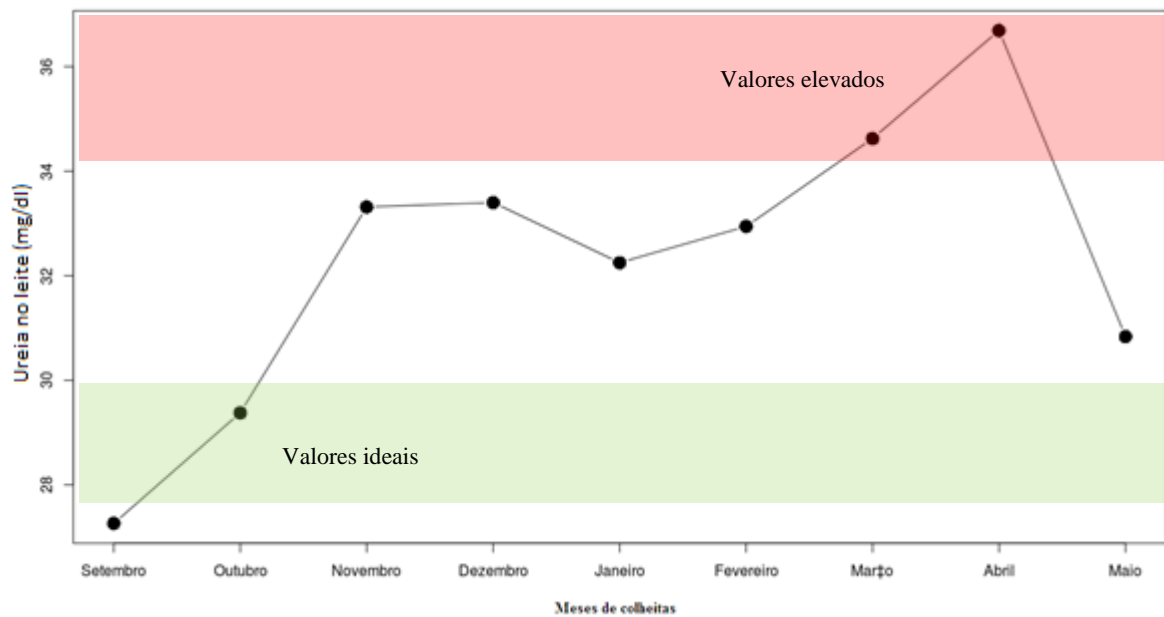 Valores elevados
Valores ideais
Ureia no leite (mg/dl)
36
34
32
30
28
Setembro Outubro Novembro Dezembro Janeiro Fevereiro Mar‡o Abril Maio
Meses de colheitas